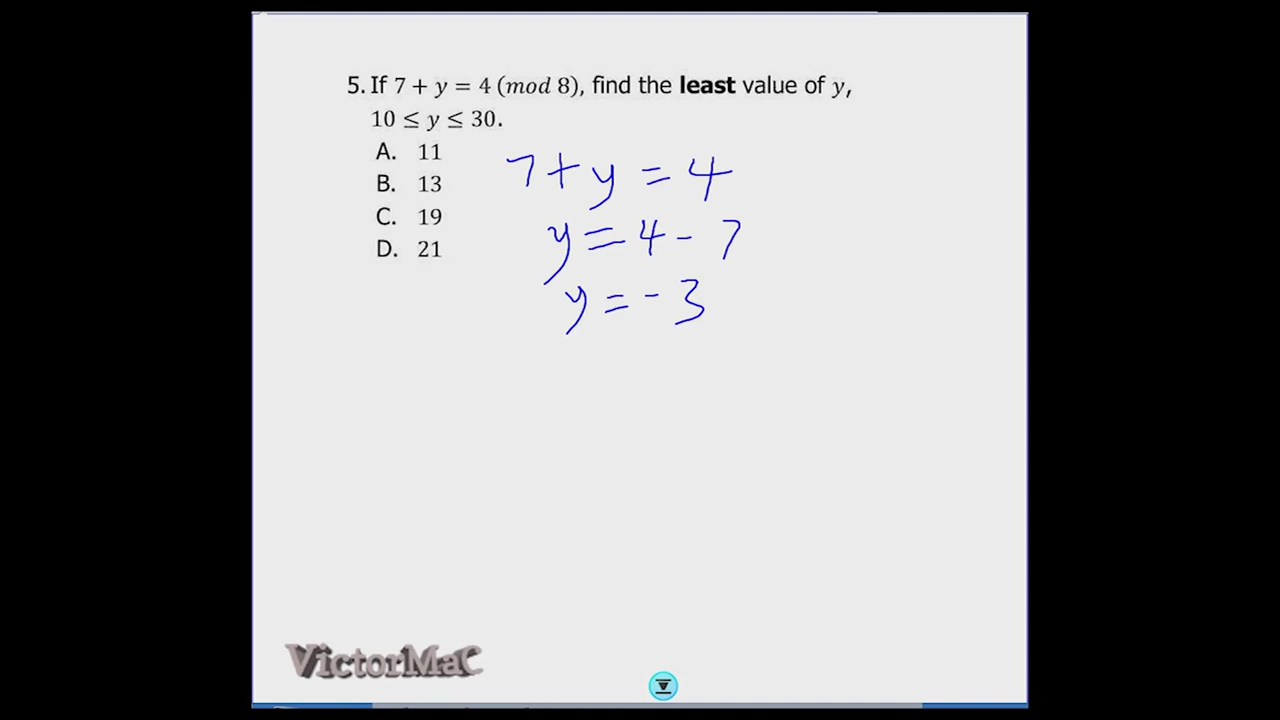 5. If 7 + y = 4 (mod 8), find the least value of y,
10 ≤ y ≤ 30.
A. 11
B. 13
C. 19
D. 21
7 + y = 4
y = 4 - 7
y = - 3
VictorMaC